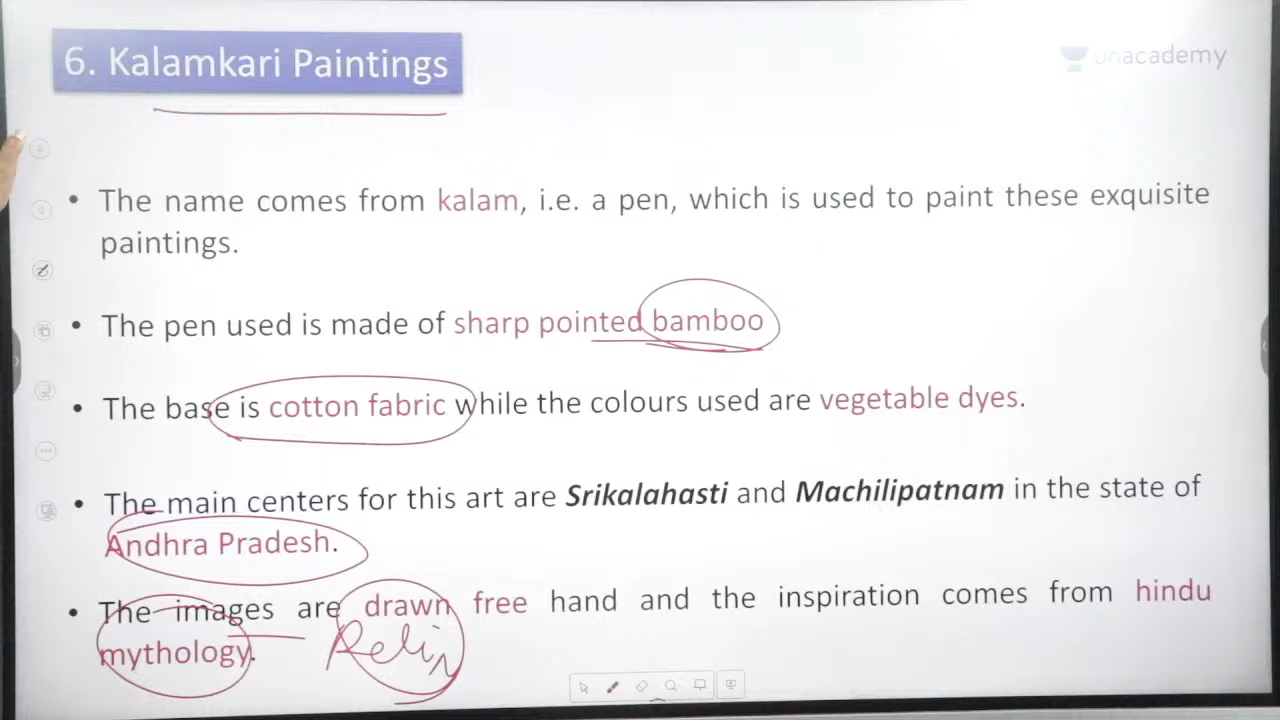 6. Kalamkari Paintings
unacademy
• The name comes from kalam, i.e. a pen, which is used to paint these exquisite
paintings.
• The pen used is made of sharp pointed bamboo
• The base is cotton fabric while the colours used are vegetable dyes.
• The main centers for this art are Srikalahasti and Machilipatnam in the state of
Andhra Pradesh.
• The images are drawn free hand and the inspiration comes from hindu
mythology.